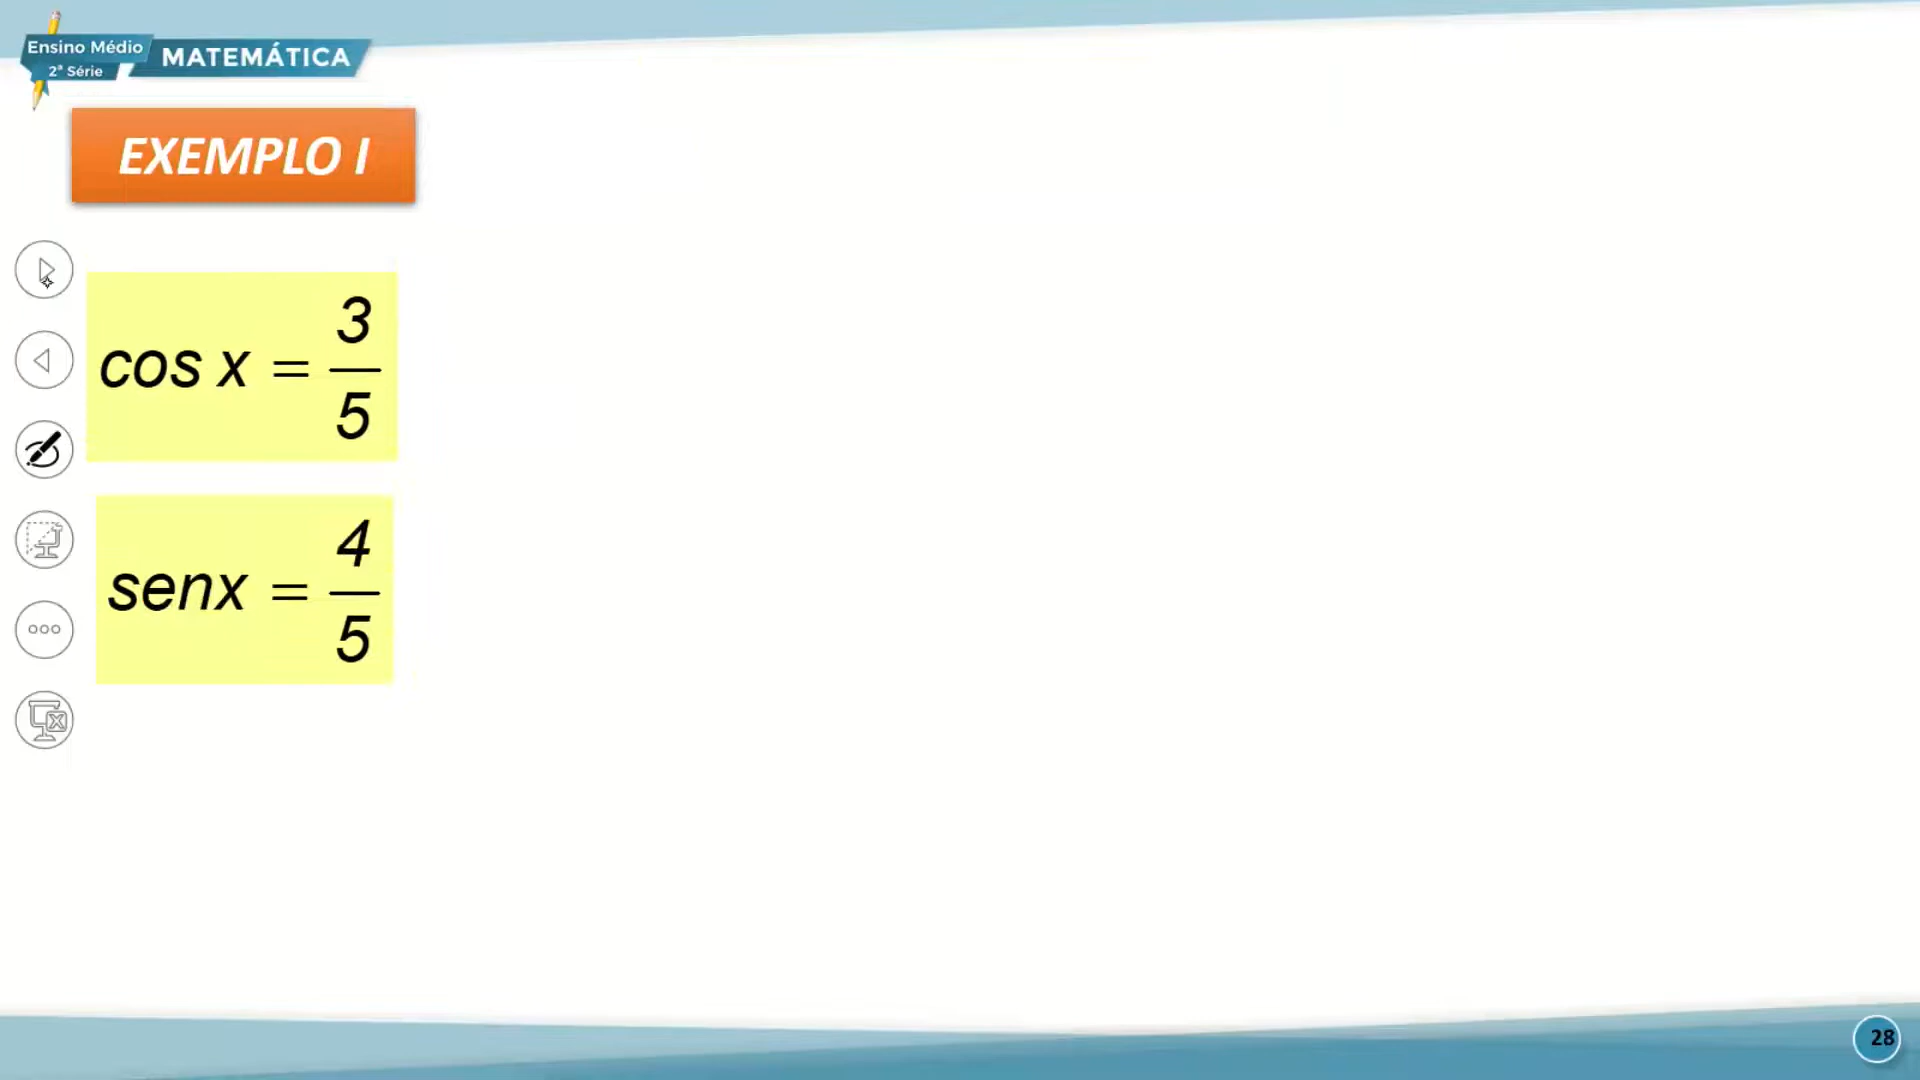 Ensino Médio
2ª Série
MATEMÁTICA
EXEMPLO I
cos x = 3/5
senx = 4/5
28